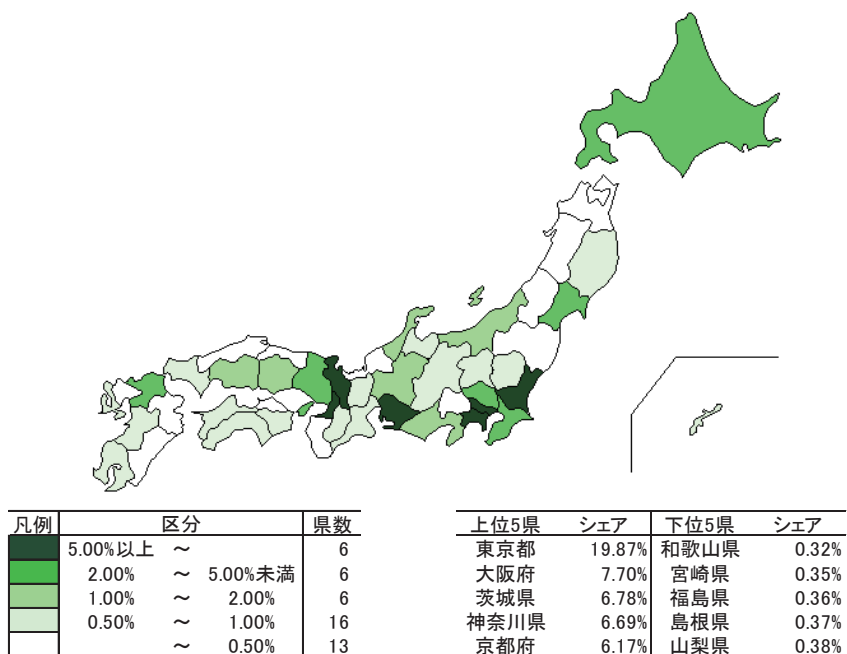 凡例 区分 県数
5.00%以上 ～ 6
2.00% ～ 5.00%未満 6
1.00% ～ 2.00% 6
0.50% ～ 1.00% 16
～ 0.50% 13
上位5県 シェア 下位5県 シェア
東京都 19.87% 和歌山県 0.32%
大阪府 7.70% 宮崎県 0.35%
茨城県 6.78% 福島県 0.36%
神奈川県 6.69% 島根県 0.37%
京都府 6.17% 山梨県 0.38%